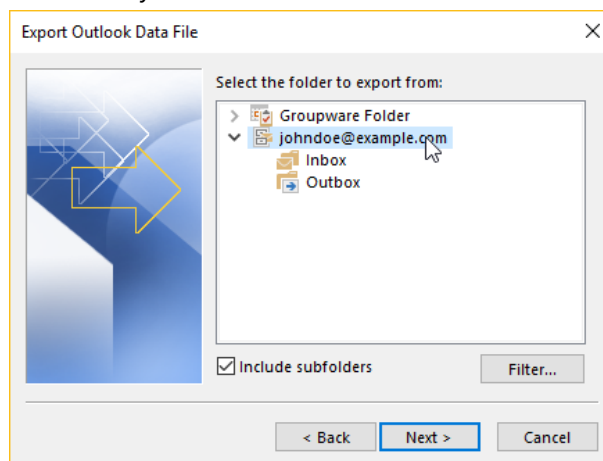 Export Outlook Data File
Select the folder to export from:
Groupware Folder
johndoe@example.com
Inbox
Outbox
Include subfolders
Filter...
< Back
Next >
Cancel